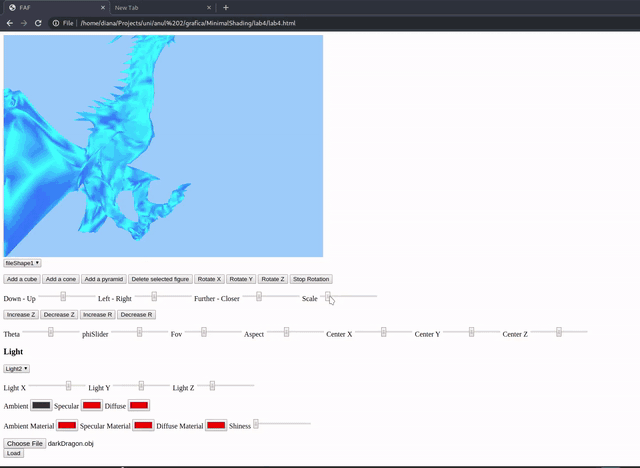 FAF
New Tab
File /home/diana/Projects/uni/anul%202/grafica/MinimalShading/lab4/lab4.html
fileShape1
Add a cube Add a cone Add a pyramid Delete selected figure Rotate X Rotate Y Rotate Z Stop Rotation
Down - Up Left - Right Further - Closer Scale
Increase Z Decrease Z Increase R Decrease R
Theta phiSlider Fov Aspect Center X Center Y Center Z
Light
Light2
Light X Light Y Light Z
Ambient Specular Diffuse
Ambient Material Specular Material Diffuse Material Shiness
Choose File darkDragon.obj
Load